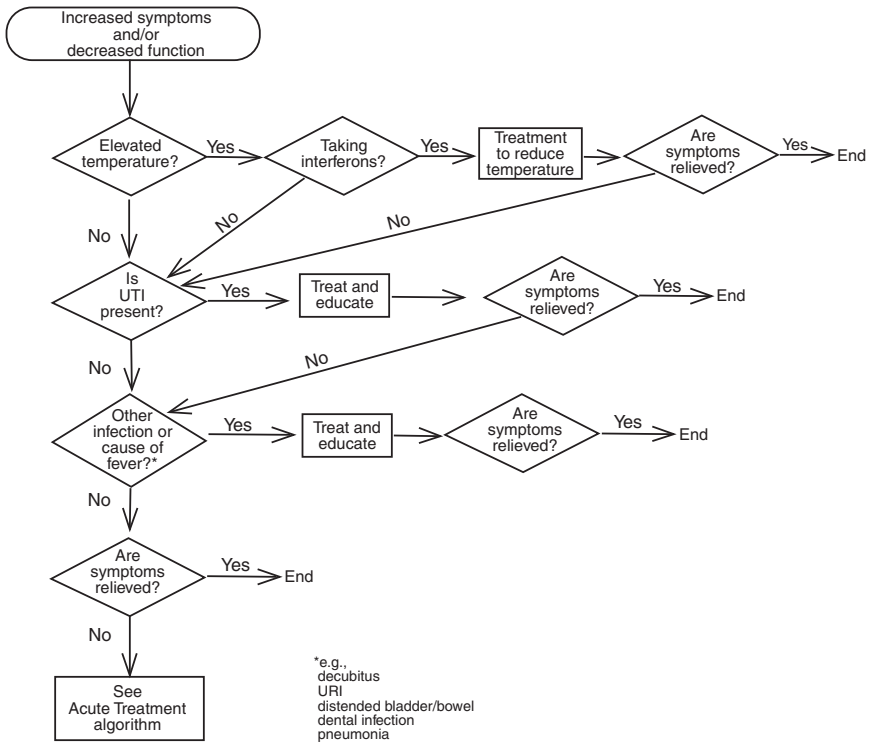 Increased symptoms
and/or
decreased function
Elevated
temperature?
Yes
Taking
interferons?
Yes
Treatment
to reduce
temperature
Are
symptoms
relieved?
Yes
End
No
No
No
Is
UTI
present?
Yes
Treat and
educate
Are
symptoms
relieved?
Yes
End
No
No
Other
infection or
cause of
fever?*
Yes
Treat and
educate
Are
symptoms
relieved?
Yes
End
No
Are
symptoms
relieved?
Yes
End
No
See
Acute Treatment
algorithm
*e.g.,
decubitus
URI
distended bladder/bowel
dental infection
pneumonia